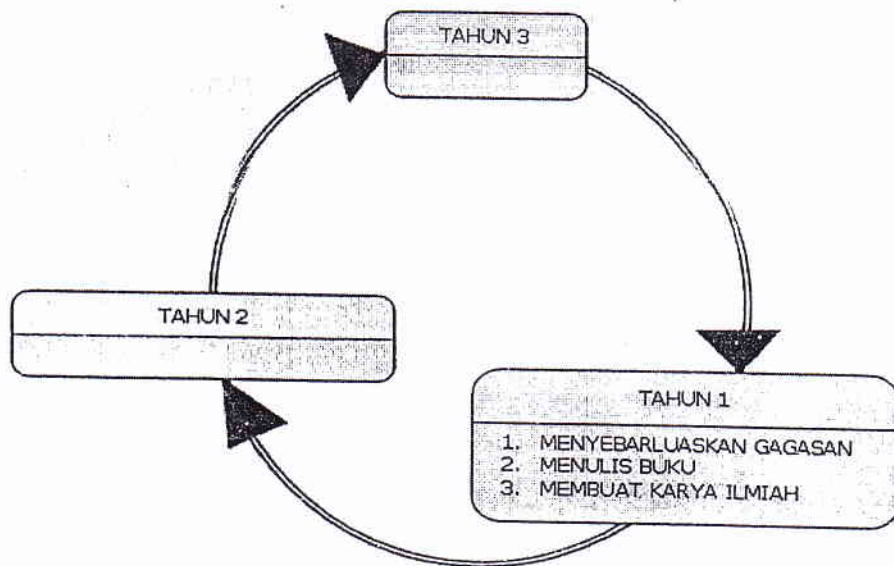 TAHUN 3
TAHUN 2
TAHUN 1
1. MENYEBARLUASKAN GAGASAN
2. MENULIS BUKU
3. MEMBUAT KARYA ILMIAH